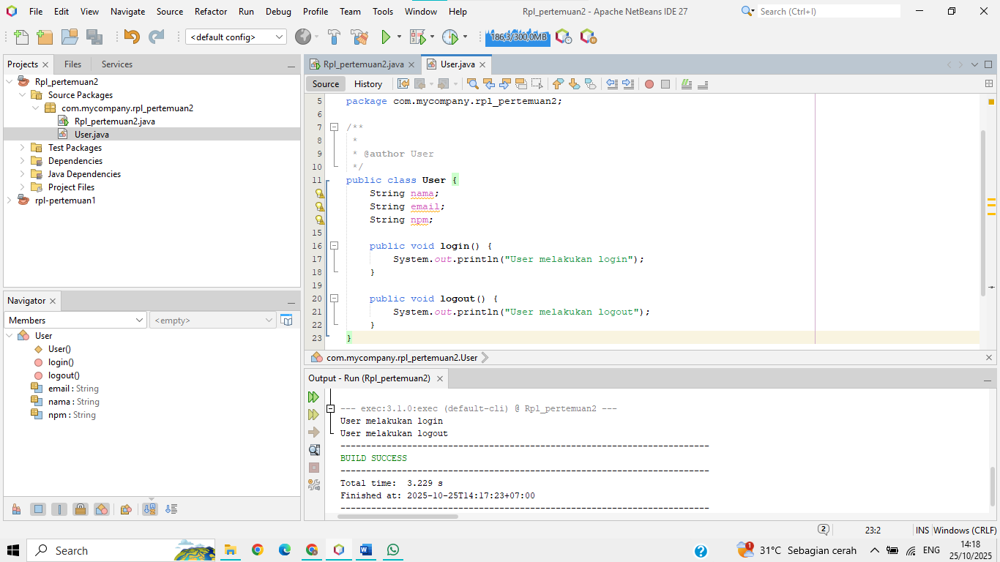 File Edit View Navigate Source Refactor Run Debug Profile Team Tools Window Help
Rpl_pertemuan2 - Apache NetBeans IDE 27
Search (Ctrl+I)
<default config>
186,3/300,0MB
Projects Files Services
Rpl_pertemuan2
Source Packages
com.mycompany.rpl_pertemuan2
Rpl_pertemuan2.java
User.java
Test Packages
Dependencies
Java Dependencies
Project Files
rpl-pertemuan1
Navigator
Members <empty>
User
User()
login()
logout()
email : String
nama : String
npm : String
Rpl_pertemuan2.java User.java
Source History
5 package com.mycompany.rpl_pertemuan2;
6
7 /**
8 *
9 * @author User
10 */
11 public class User {
String nama;
String email;
String npm;
15
16 public void login() {
17 System.out.println("User melakukan login");
18 }
19
20 public void logout() {
21 System.out.println("User melakukan logout");
22 }
23 }
com.mycompany.rpl_pertemuan2.User
Output - Run (Rpl_pertemuan2)
--- exec:3.1.0:exec (default-cli) @ Rpl_pertemuan2 ---
User melakukan login
User melakukan logout
------------------------------------------------------------------------
BUILD SUCCESS
------------------------------------------------------------------------
Total time: 3.229 s
Finished at: 2025-10-25T14:17:23+07:00
------------------------------------------------------------------------
2 23:2 INS Windows (CRLF)
Search
1 31°C Sebagian cerah ENG 14:18
25/10/2025